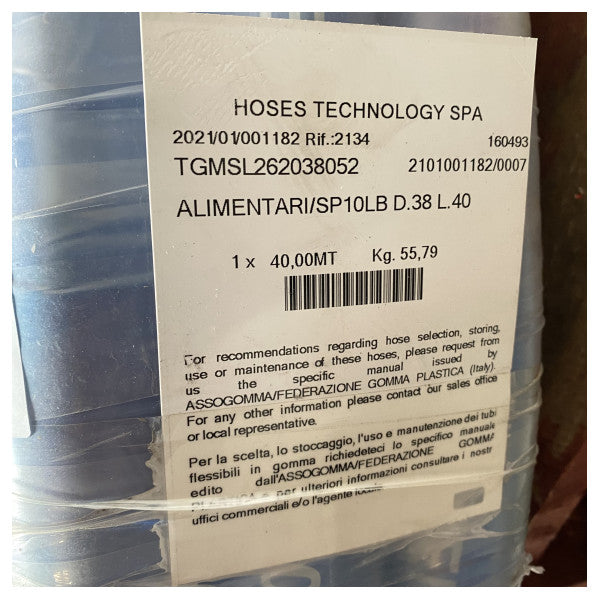 HOSES TECHNOLOGY SPA
2021/01/001182 Rif.:2134 160493
TGMSL262038052 2101001182/0007
ALIMENTARI/SP10LB D.38 L.40
1 x 40,00MT Kg. 55,79
For recommendations regarding hose selection, storing,
use or maintenance of these hoses, please request from
us the specific manual issued by
ASSOGOMMA/FEDERAZIONE GOMMA PLASTICA (Italy).
For any other information please contact our sales office
or local representative.
Per la scelta, lo stoccaggio, l'uso e manutenzione dei tubi
flessibili in gomma richiedeteci lo specifico manuale
edito dall'ASSOGOMMA/FEDERAZIONE GOMMA
e per ulteriori informazioni consultare i nostri
uffici commerciali e/o l'agente locale